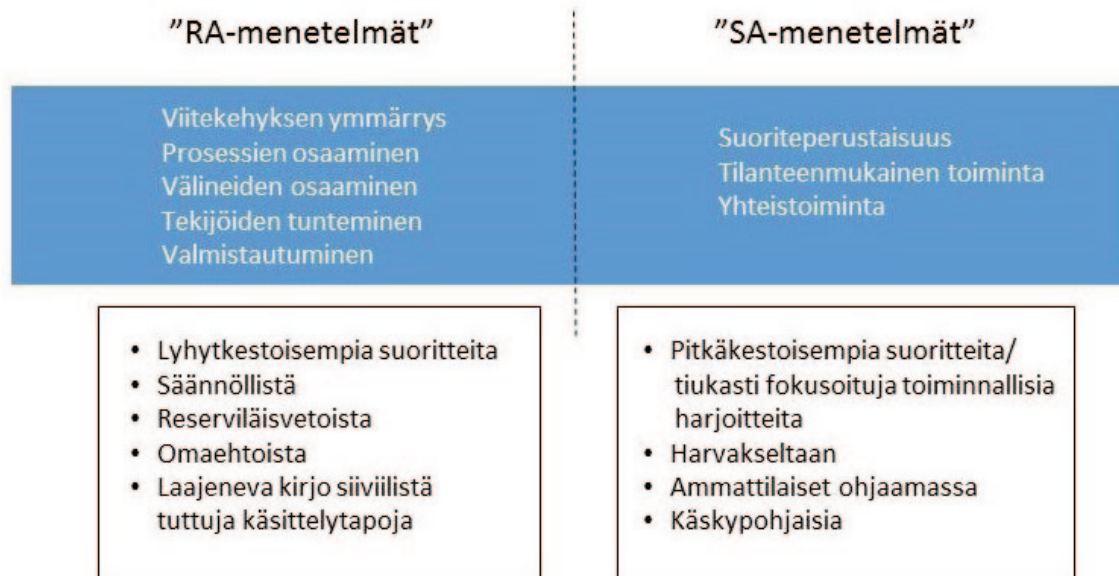 ”RA-menetelmät”
Viitekehyksen ymmärrys
Prosessien osaaminen
Välineiden osaaminen
Tekijöiden tunteminen
Valmistautuminen
• Lyhytkestoisempia suoritteita
• Säännöllistä
• Reserviläisvetoista
• Omaehtoista
• Laajeneva kirjo siiviilistä
tuttuja käsittelytapoja
”SA-menetelmät”
Suoriteperustaisuus
Tilanteenmukainen toiminta
Yhteistoiminta
• Pitkäkestoisempia suoritteita/
tiukasti fokusoituja toiminnallisia
harjoitteita
• Harvakseltaan
• Ammattilaiset ohjaamassa
• Käskypohjaisia